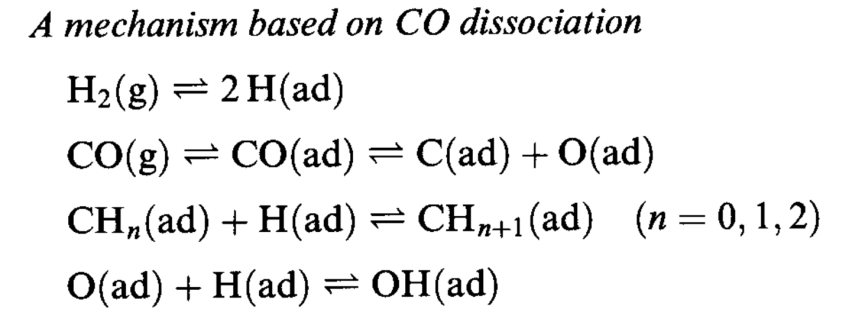 A mechanism based on CO dissociation
H₂(g) ⇌ 2 H(ad)
CO(g) ⇌ CO(ad) ⇌ C(ad) + O(ad)
CHₙ(ad) + H(ad) ⇌ CHₙ₊₁(ad) (n = 0, 1, 2)
O(ad) + H(ad) ⇌ OH(ad)